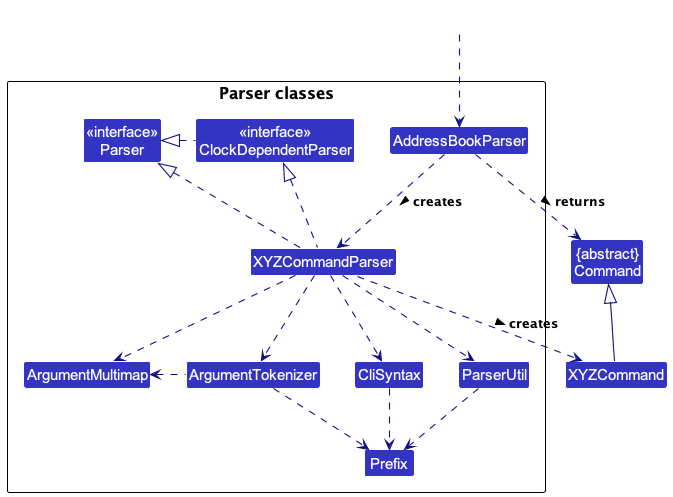 Parser classes
«interface»
Parser
«interface»
ClockDependentParser
AddressBookParser
creates
returns
XYZCommandParser
{abstract}
Command
creates
ArgumentMultimap
ArgumentTokenizer
CliSyntax
ParserUtil
XYZCommand
Prefix